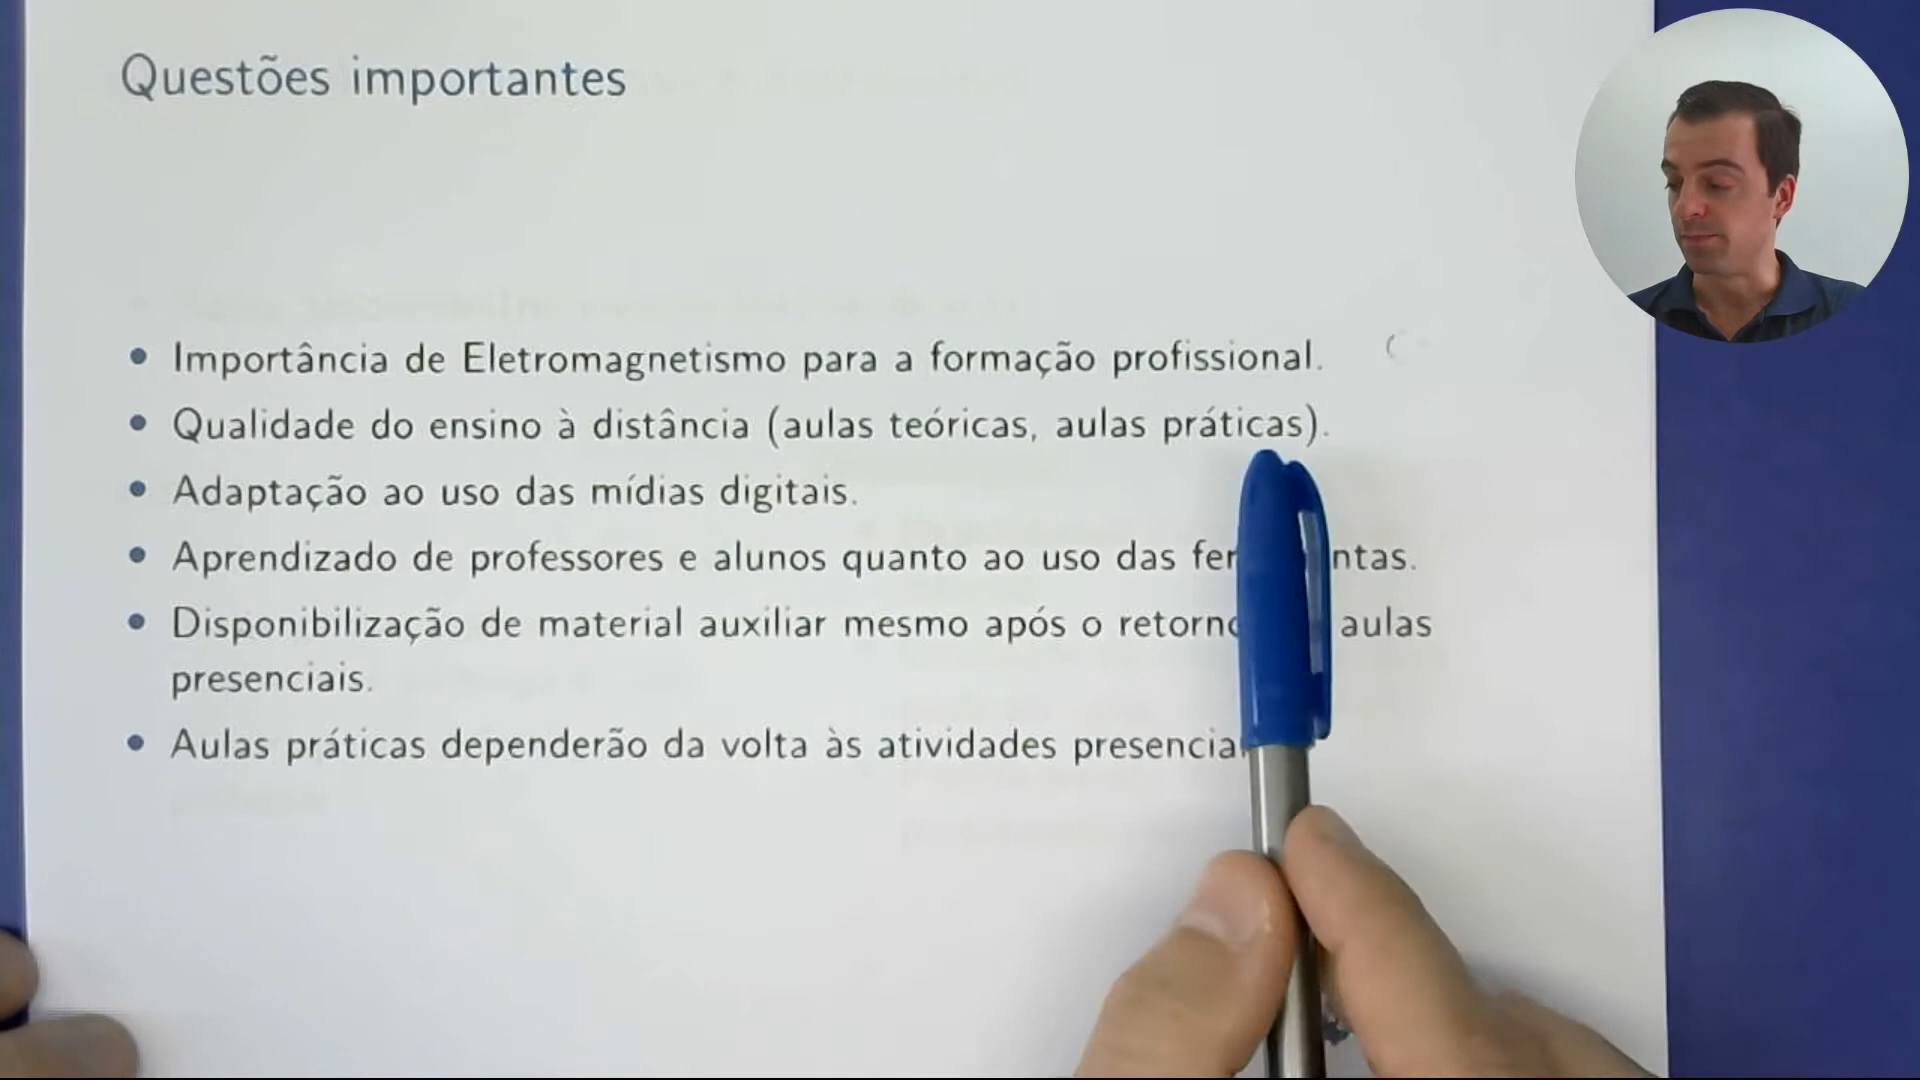 Questões importantes
Importância de Eletromagnetismo para a formação profissional.
Qualidade do ensino à distância (aulas teóricas, aulas práticas).
Adaptação ao uso das mídias digitais.
Aprendizado de professores e alunos quanto ao uso das
Disponibilização de material auxiliar mesmo após o aulas
presenciais.
Aulas práticas dependerão da volta às atividades